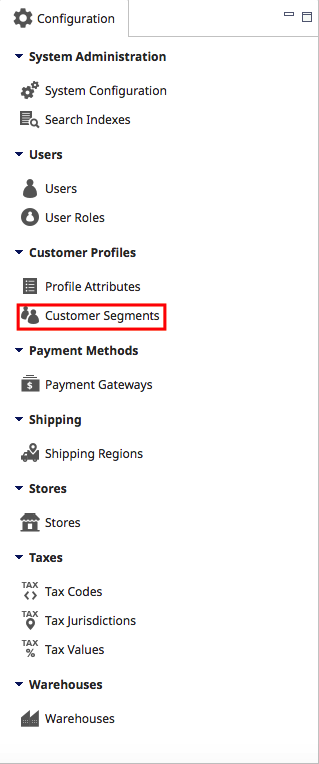 Configuration
System Administration
System Configuration
Search Indexes
Users
Users
User Roles
Customer Profiles
Profile Attributes
Customer Segments
Payment Methods
$ Payment Gateways
Shipping
Shipping Regions
Stores
Stores
Taxes
TAX <> Tax Codes
TAX Tax Jurisdictions
TAX % Tax Values
Warehouses
Warehouses